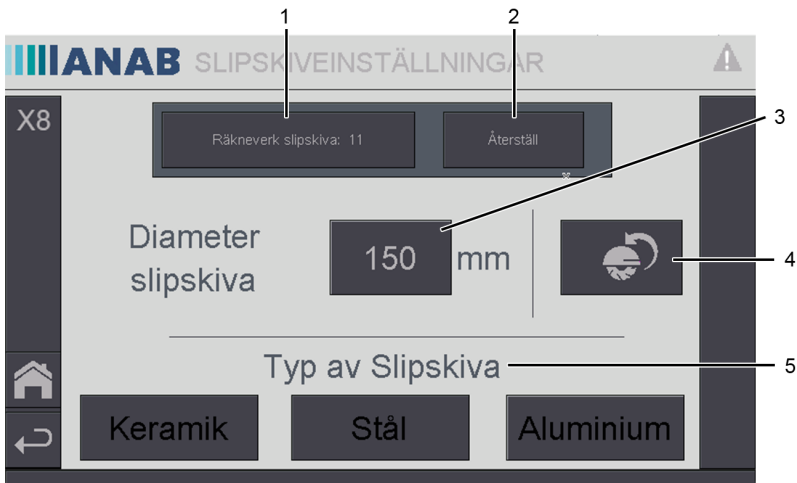 1
2
ANAB SLIPSKIVEINSTÄLLNINGAR
X8
3
Räkneverk slipskiva: 11
Återställ
Diameter
slipskiva
150
mm
4
Typ av Slipskiva
5
Keramik
Stål
Aluminium